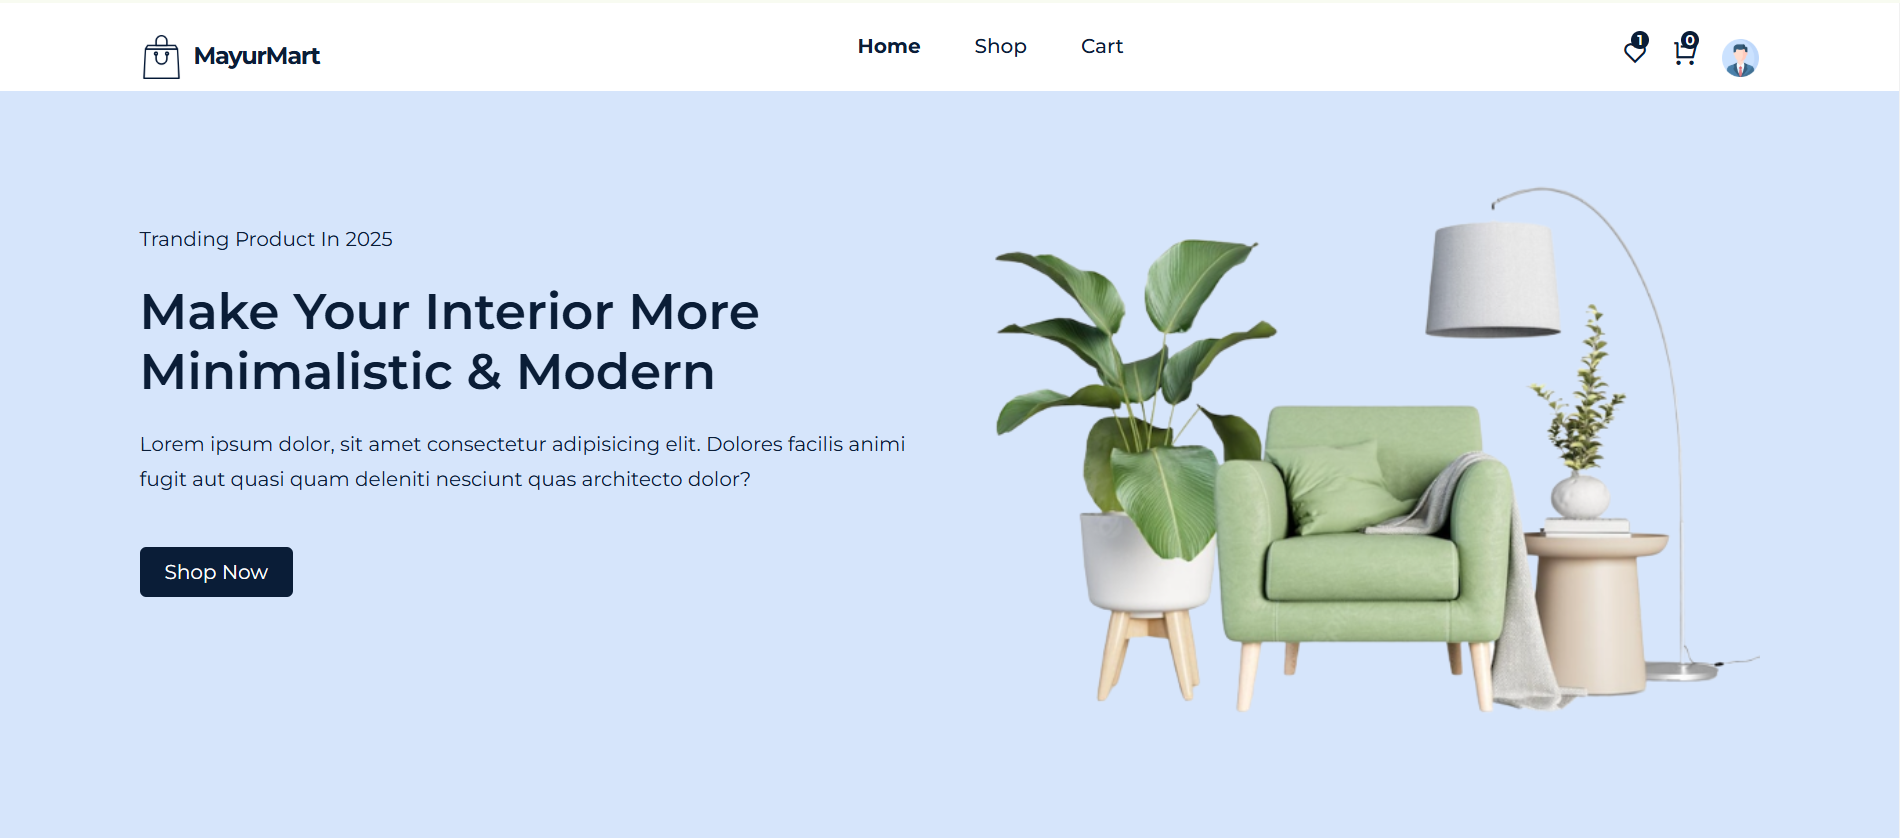 MayurMart
Home
Shop
Cart
1
0
Tranding Product In 2025
Make Your Interior More
Minimalistic & Modern
Lorem ipsum dolor, sit amet consectetur adipisicing elit. Dolores facilis animi
fugit aut quasi quam deleniti nesciunt quas architecto dolor?
Shop Now